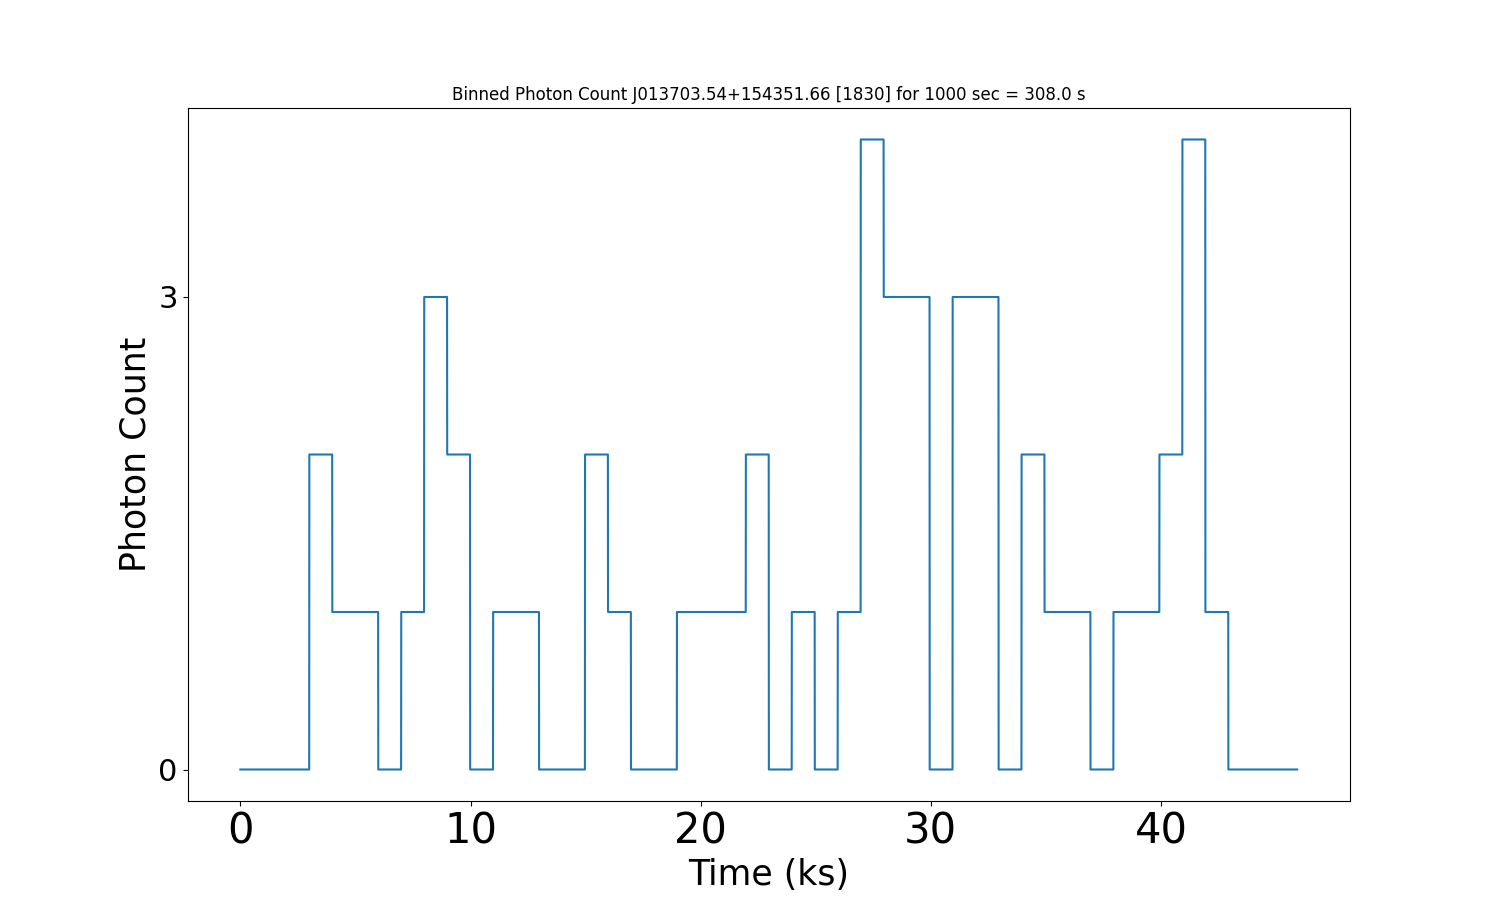 Binned Photon Count J013703.54+154351.66 [1830] for 1000 sec = 308.0 s
3
0
Photon Count
0 10 20 30 40
Time (ks)